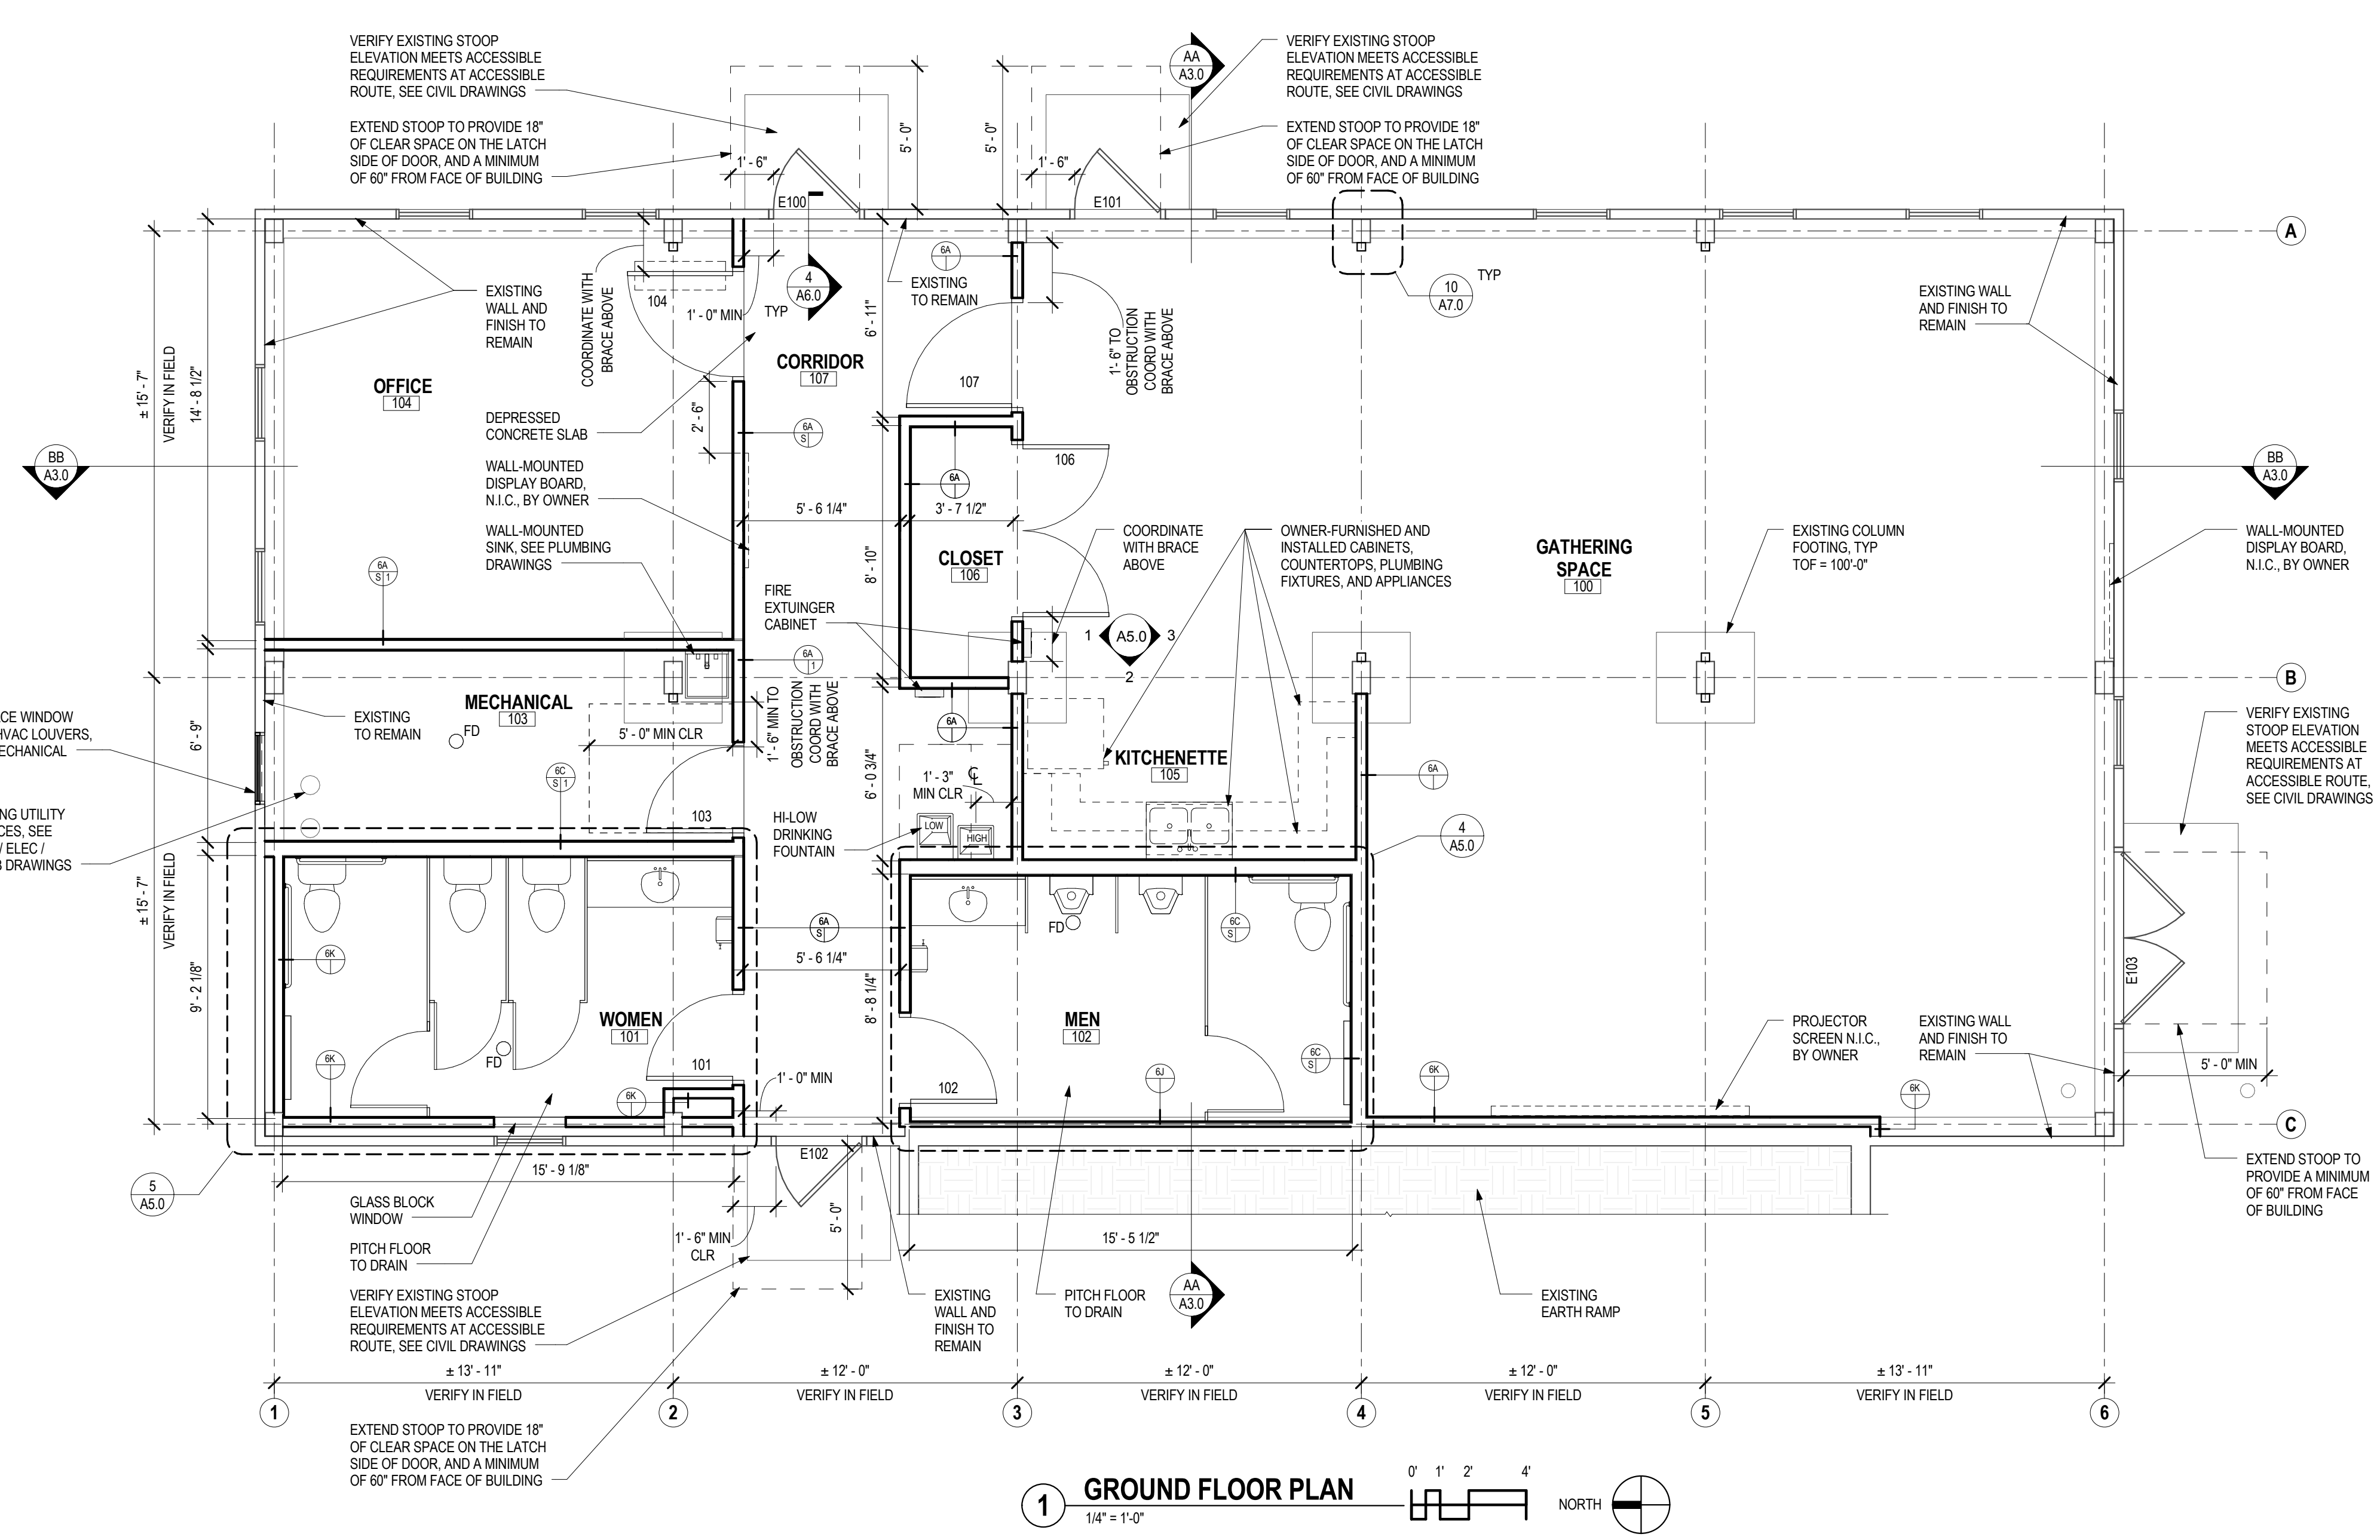 VERIFY EXISTING STOOP
ELEVATION MEETS ACCESSIBLE
REQUIREMENTS AT ACCESSIBLE
ROUTE, SEE CIVIL DRAWINGS
EXTEND STOOP TO PROVIDE 18"
OF CLEAR SPACE ON THE LATCH
SIDE OF DOOR, AND A MINIMUM
OF 60" FROM FACE OF BUILDING
1' - 6"
5' - 0"
5' - 0"
1' - 6"
AA
A3.0
VERIFY EXISTING STOOP
ELEVATION MEETS ACCESSIBLE
REQUIREMENTS AT ACCESSIBLE
ROUTE, SEE CIVIL DRAWINGS
EXTEND STOOP TO PROVIDE 18"
OF CLEAR SPACE ON THE LATCH
SIDE OF DOOR, AND A MINIMUM
OF 60" FROM FACE OF BUILDING
E100
E101
A
± 15' - 7"
VERIFY IN FIELD
14' - 8 1/2"
EXISTING
WALL AND
FINISH TO
REMAIN
COORDINATE WITH
BRACE ABOVE
104
1' - 0" MIN
TYP
4
A6.0
6A
EXISTING
TO REMAIN
6' - 11"
1'- 6" TO
OBSTRUCTION
COORD WITH
BRACE ABOVE
10
A7.0
TYP
EXISTING WALL
AND FINISH TO
REMAIN
OFFICE
104
CORRIDOR
107
107
DEPRESSED
CONCRETE SLAB
2' - 6"
6A
S
106
BB
A3.0
WALL-MOUNTED
DISPLAY BOARD,
N.I.C., BY OWNER
6A
5' - 6 1/4"
3' - 7 1/2"
BB
A3.0
WALL-MOUNTED
SINK, SEE PLUMBING
DRAWINGS
8' - 10"
CLOSET
106
COORDINATE
WITH BRACE
ABOVE
OWNER-FURNISHED AND
INSTALLED CABINETS,
COUNTERTOPS, PLUMBING
FIXTURES, AND APPLIANCES
GATHERING
SPACE
100
EXISTING COLUMN
FOOTING, TYP
TOF = 100'-0"
WALL-MOUNTED
DISPLAY BOARD,
N.I.C., BY OWNER
6A
S 1
FIRE
EXTUINGER
CABINET
1
A5.0
3
2
6A
1
B
MECHANICAL
103
EXISTING
TO REMAIN
FD
5' - 0" MIN CLR
1' - 6" MIN TO
OBSTRUCTION
COORD WITH
BRACE ABOVE
6A
6' - 9"
CE WINDOW
HVAC LOUVERS,
ECHANICAL
6C
S 1
6' - 0 3/4"
1' - 3"
MIN CLR
CL
KITCHENETTE
105
6A
VERIFY EXISTING
STOOP ELEVATION
MEETS ACCESSIBLE
REQUIREMENTS AT
ACCESSIBLE ROUTE,
SEE CIVIL DRAWINGS
NG UTILITY
CES, SEE
/ ELEC /
B DRAWINGS
103
HI-LOW
DRINKING
FOUNTAIN
LOW
HIGH
4
A5.0
± 15' - 7"
VERIFY IN FIELD
9' - 2 1/8"
6K
6A
S
5' - 6 1/4"
FD
6C
S
8' - 8 1/4"
E103
WOMEN
101
FD
6K
101
6K
1' - 0" MIN
MEN
102
102
6J
6C
S
6K
PROJECTOR
SCREEN N.I.C.,
BY OWNER
EXISTING WALL
AND FINISH TO
REMAIN
6K
5' - 0" MIN
C
E102
15' - 9 1/8"
5
A5.0
GLASS BLOCK
WINDOW
PITCH FLOOR
TO DRAIN
1' - 6" MIN
CLR
5' - 0"
15' - 5 1/2"
EXTEND STOOP TO
PROVIDE A MINIMUM
OF 60" FROM FACE
OF BUILDING
VERIFY EXISTING STOOP
ELEVATION MEETS ACCESSIBLE
REQUIREMENTS AT ACCESSIBLE
ROUTE, SEE CIVIL DRAWINGS
EXISTING
WALL AND
FINISH TO
REMAIN
PITCH FLOOR
TO DRAIN
AA
A3.0
EXISTING
EARTH RAMP
± 13' - 11"
VERIFY IN FIELD
± 12' - 0"
VERIFY IN FIELD
± 12' - 0"
VERIFY IN FIELD
± 12' - 0"
VERIFY IN FIELD
± 13' - 11"
VERIFY IN FIELD
1
2
3
4
5
6
EXTEND STOOP TO PROVIDE 18"
OF CLEAR SPACE ON THE LATCH
SIDE OF DOOR, AND A MINIMUM
OF 60" FROM FACE OF BUILDING
1
GROUND FLOOR PLAN
1/4" = 1'-0"
0' 1' 2' 4'
NORTH